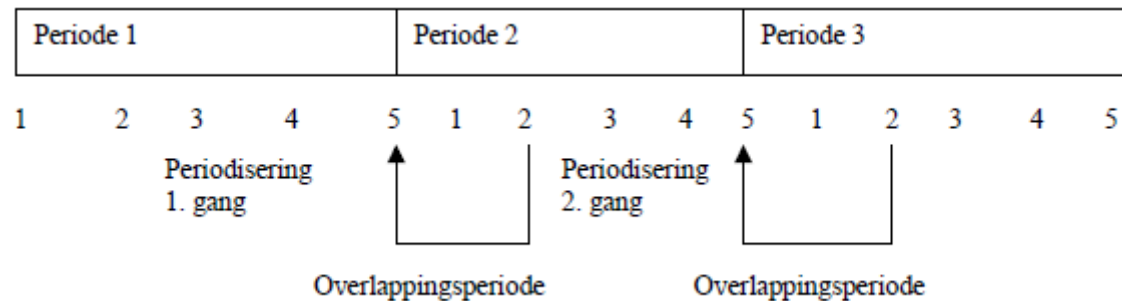 Periode 1 Periode 2 Periode 3
1 2 3 4 5 1 2 3 4 5 1 2 3 4 5
Periodisering
1. gang
Periodisering
2. gang
Overlappingsperiode Overlappingsperiode